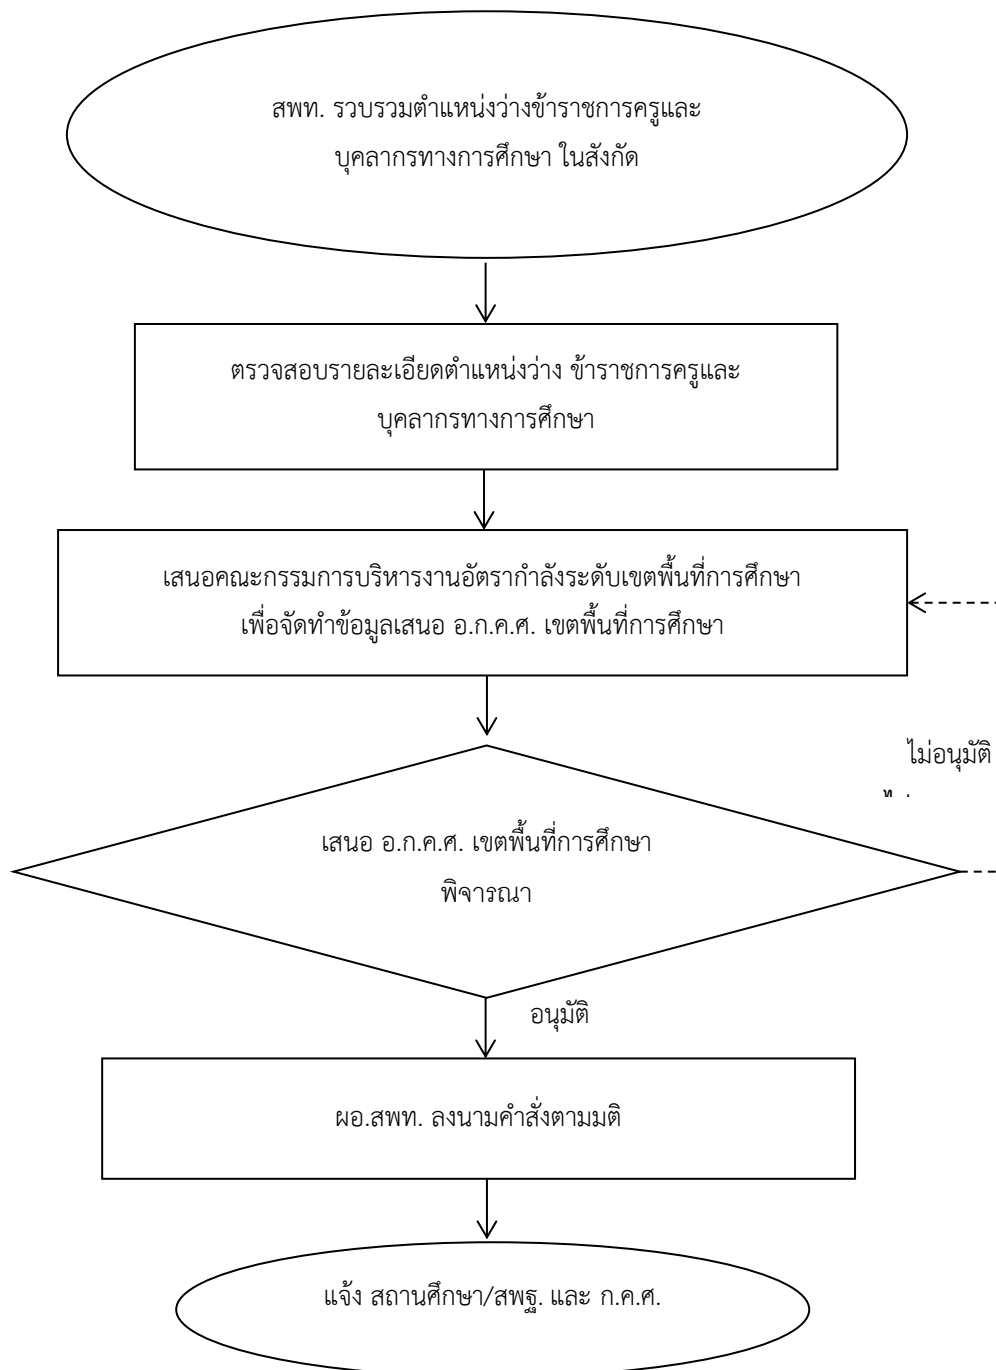 สพท. รวบรวมตำแหน่งว่างข้าราชการครูและ
บุคลากรทางการศึกษา ในสังกัด
ตรวจสอบรายละเอียดตำแหน่งว่าง ข้าราชการครูและ
บุคลากรทางการศึกษา
เสนอคณะกรรมการบริหารงานอัตรากำลังระดับเขตพื้นที่การศึกษา
เพื่อจัดทำข้อมูลเสนอ อ.ก.ค.ศ. เขตพื้นที่การศึกษา
ไม่อนุมัติ
เสนอ อ.ก.ค.ศ. เขตพื้นที่การศึกษา
พิจารณา
อนุมัติ
ผอ.สพท. ลงนามคำสั่งตามมติ
แจ้ง สถานศึกษา/สพฐ. และ ก.ค.ศ.